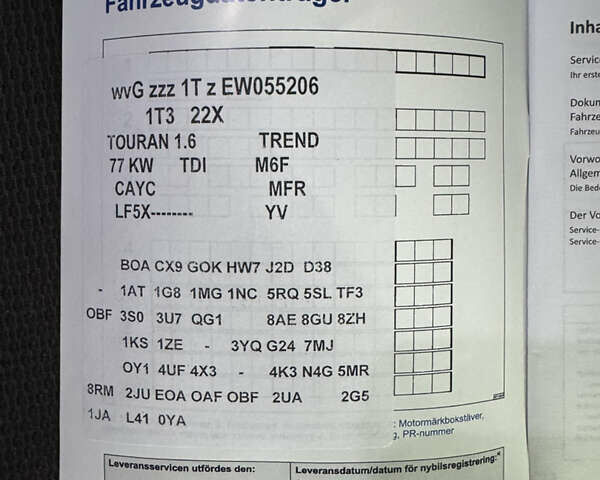 Fahrzeugdatenträger
wvG zzz 1T z EW055206
1T3 22X
TOURAN 1.6 TREND
77 KW TDI M6F
CAYC MFR
LF5X-------- YV
BOA CX9 GOK HW7 J2D D38
- 1AT 1G8 1MG 1NC 5RQ 5SL TF3
OBF 3S0 3U7 QG1 8AE 8GU 8ZH
1KS 1ZE - 3YQ G24 7MJ
OY1 4UF 4X3 - 4K3 N4G 5MR
8RM 2JU EOA OAF OBF 2UA 2G5
1JA L41 0YA
: Motormärkbokstäver,
g, PR-nummer
Leveransservicen utfördes den:
Leveransdatum/datum för nybilsregistrering:*
Inha
Servic
Ihr erste
Dokun
Fahrze
Fahrzeu
Vorwo
Allgem
Die Bed
Der Vo
Service-
Service-